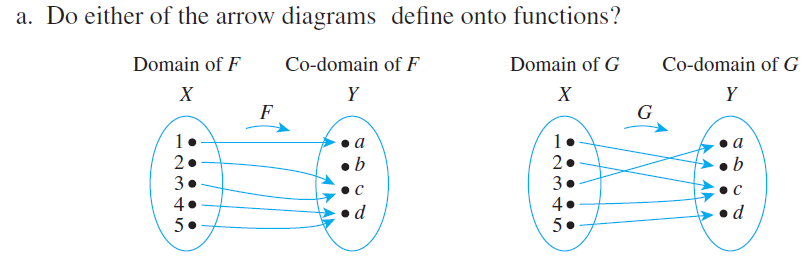 a. Do either of the arrow diagrams define onto functions?
Domain of F Co-domain of F Domain of G Co-domain of G
X Y X Y
F G
1 a 1 a
2 b 2 b
3 c 3 c
4 d 4 d
5 5